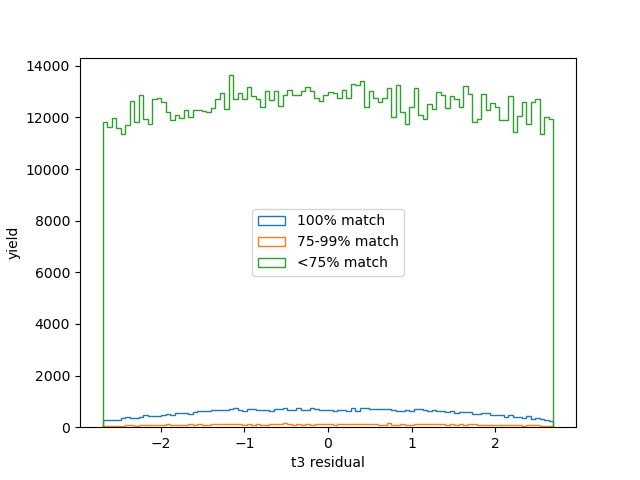 14000
12000
10000
8000
6000
4000
2000
0
yield
100% match
75-99% match
<75% match
−2
−1
0
1
2
t3 residual